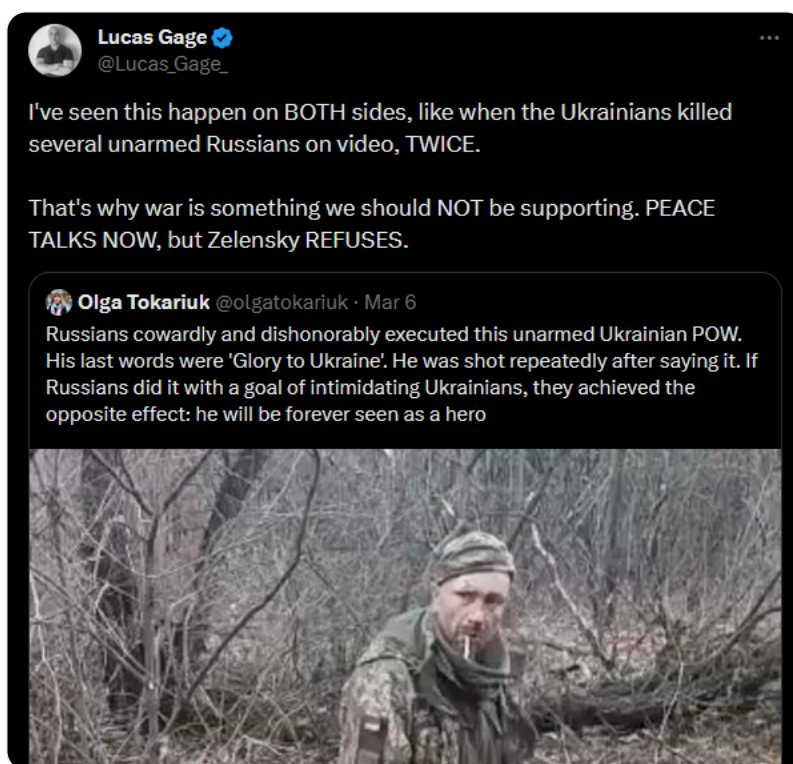 Lucas Gage
@Lucas_Gage_
I've seen this happen on BOTH sides, like when the Ukrainians killed
several unarmed Russians on video, TWICE.
That's why war is something we should NOT be supporting. PEACE
TALKS NOW, but Zelensky REFUSES.
Olga Tokariuk @olgatokariuk · Mar 6
Russians cowardly and dishonorably executed this unarmed Ukrainian POW.
His last words were 'Glory to Ukraine'. He was shot repeatedly after saying it. If
Russians did it with a goal of intimidating Ukrainians, they achieved the
opposite effect: he will be forever seen as a hero